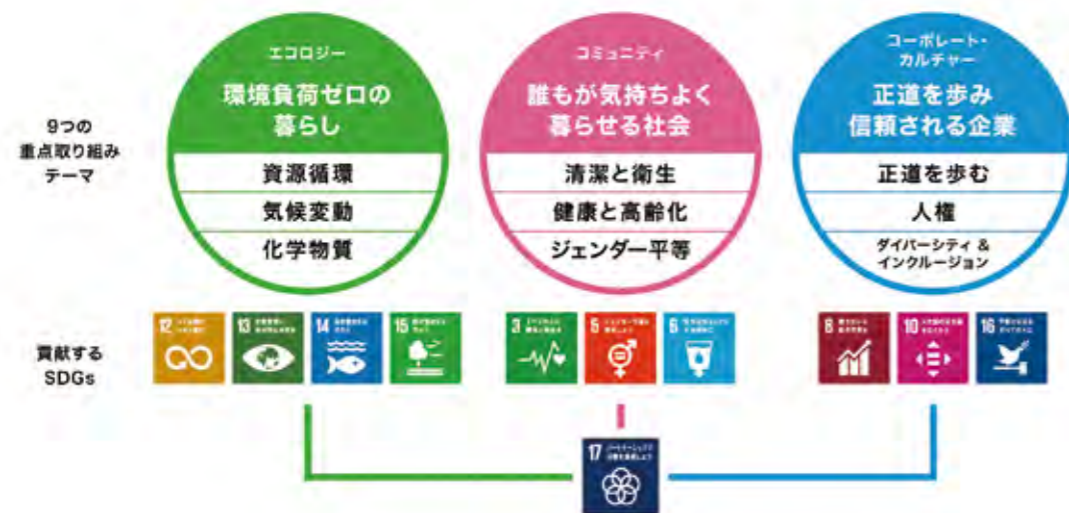 エコロジー
環境負荷ゼロの
暮らし
資源循環
気候変動
化学物質
コミュニティ
誰もが気持ちよく
暮らせる社会
清潔と衛生
健康と高齢化
ジェンダー平等
コーポレート・
カルチャー
正道を歩み
信頼される企業
正道を歩む
人権
ダイバーシティ &
インクルージョン
9つの
重点取り組み
テーマ
貢献する
SDGs
12
13
14
15
3
5
6
8
10
16
17